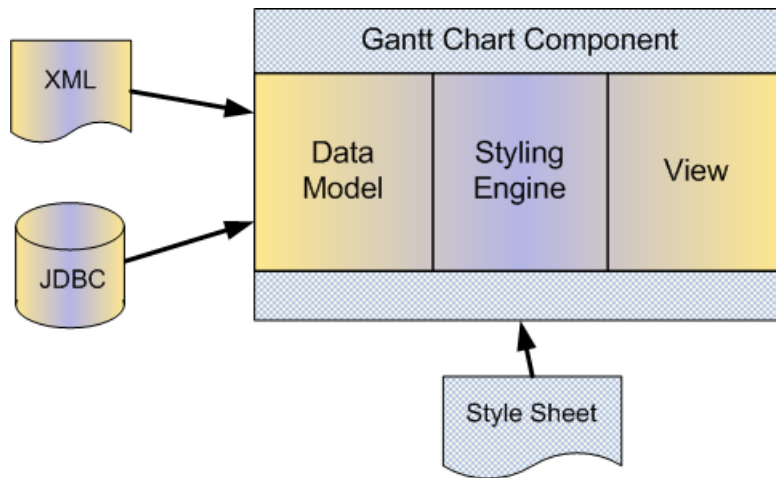 Gantt Chart Component
XML
Data
Model
Styling
Engine
View
JDBC
Style Sheet